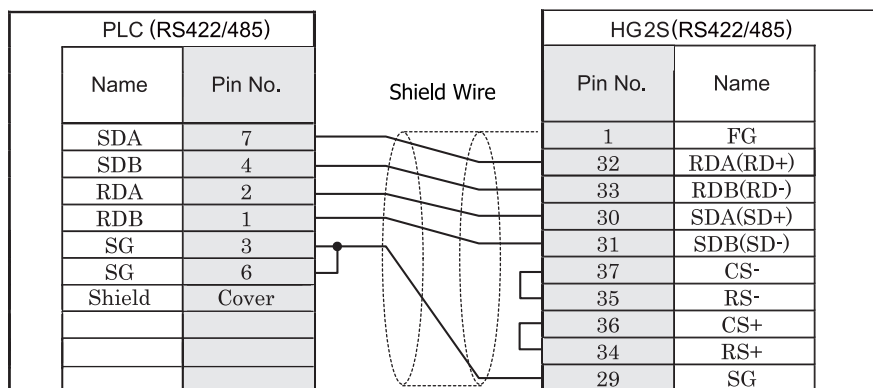 PLC (RS422/485) HG2S(RS422/485)
Name Pin No. Shield Wire Pin No. Name
SDA 7 1 FG
SDB 4 32 RDA(RD+)
RDA 2 33 RDB(RD-)
RDB 1 30 SDA(SD+)
SG 3 31 SDB(SD-)
SG 6 37 CS-
Shield Cover 35 RS-
36 CS+
34 RS+
29 SG